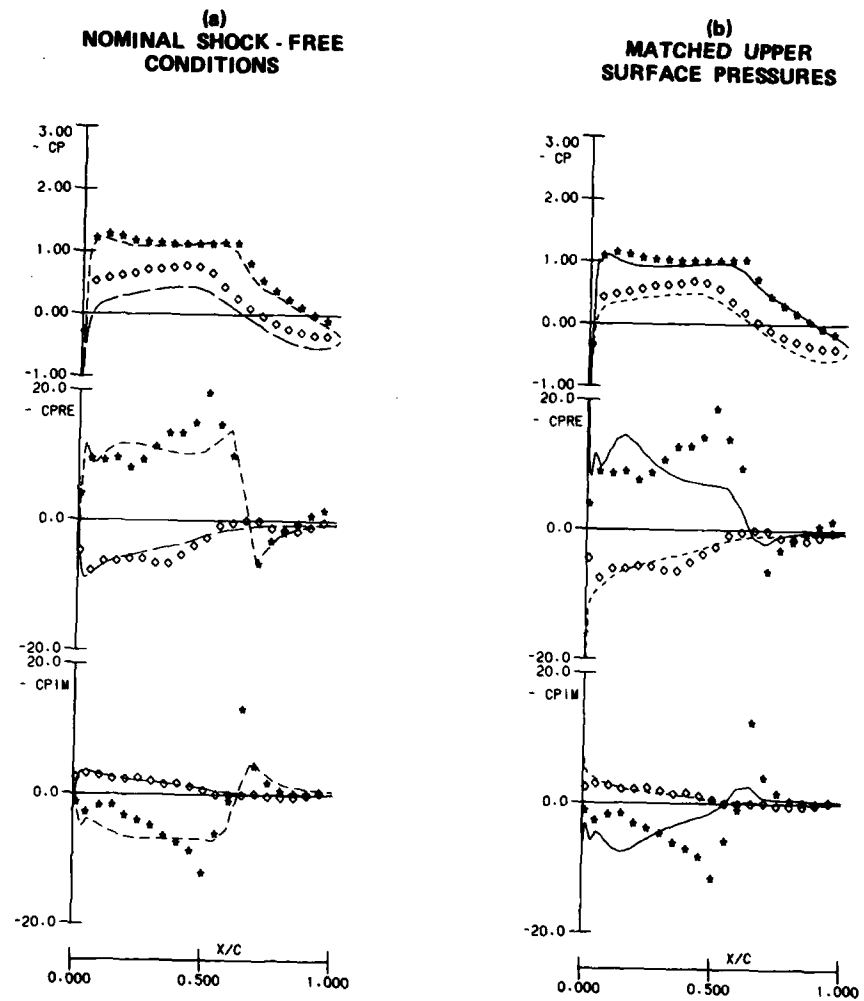 (a)
NOMINAL SHOCK - FREE
CONDITIONS
(b)
MATCHED UPPER
SURFACE PRESSURES
3.00
- CP
2.00
1.00
0.00
-1.00
20.0
- CPRE
0.0
-20.0
20.0
- CPIM
0.0
-20.0
X/C
0.000
0.500
1.000
3.00
- CP
2.00
1.00
0.00
-1.00
20.0
- CPRE
0.0
-20.0
20.0
- CPIM
0.0
-20.0
X/C
0.000
0.500
1.000